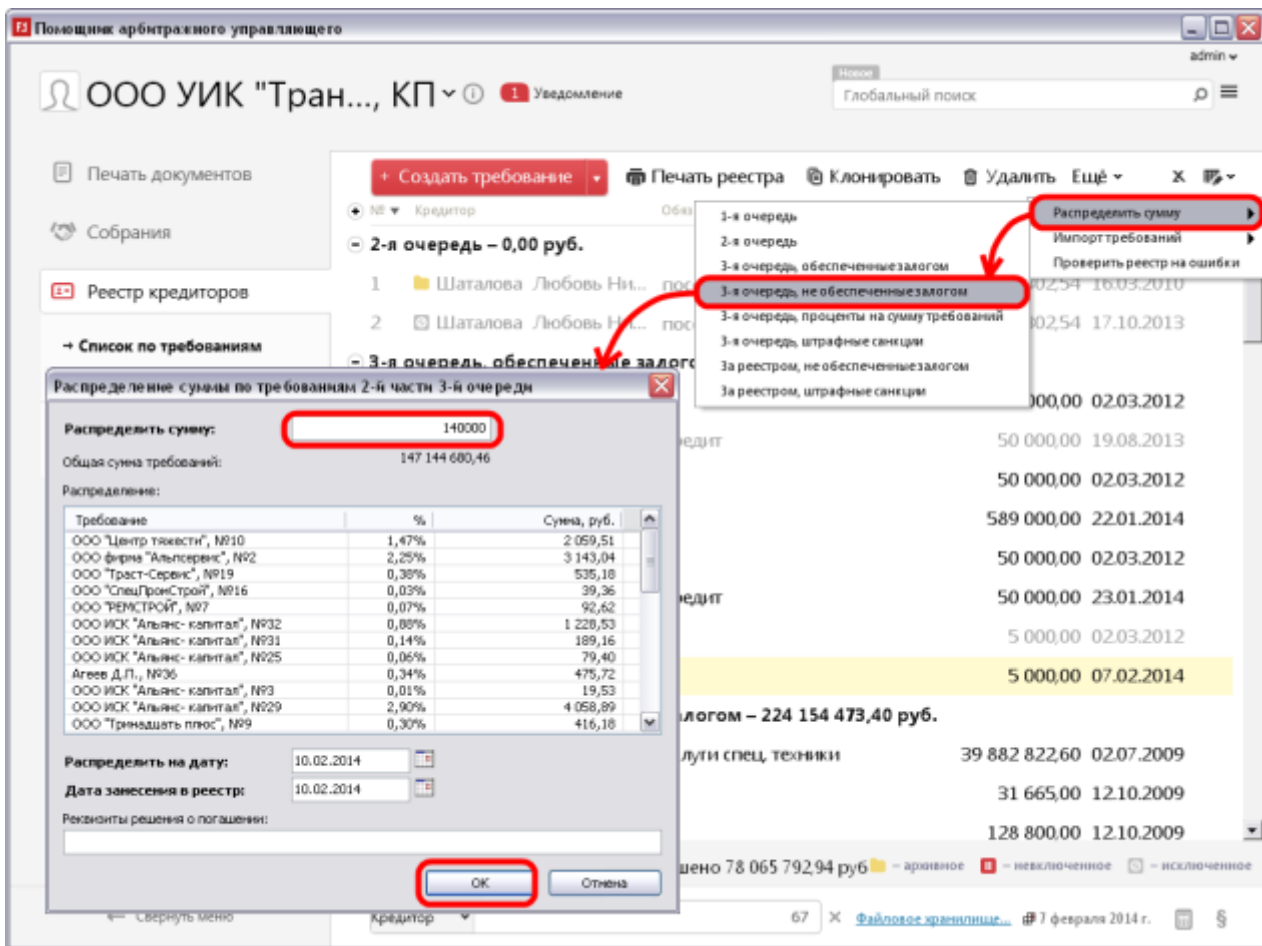 Помощник арбитражного управляющего
admin
ООО УИК "Тран..., КП
1 Уведомление
Новое
Глобальный поиск
Печать документов
Собрания
Реестр кредиторов
→ Список по требованиям
+ Создать требование
Печать реестра
Клонировать
Удалить
Ещё
№ Кредитор
2-я очередь – 0,00 руб.
1 Шаталова Любовь Ни...
2 Шаталова Любовь
3-я очередь, обеспеченные
Распределить сумму
Импорт требований
Проверить реестр на ошибки
1-я очередь
2-я очередь
3-я очередь, обеспеченные залогом
3-я очередь, не обеспеченные залогом
3-я очередь, проценты на сумму требований
3-я очередь, штрафные санкции
За реестром, не обеспеченные залогом
За реестром, штрафные санкции
302,54 16.03.2010
302,54 17.10.2013
000,00 02.03.2012
едит 50 000,00 19.08.2013
50 000,00 02.03.2012
589 000,00 22.01.2014
50 000,00 02.03.2012
едит 50 000,00 23.01.2014
5 000,00 02.03.2012
5 000,00 07.02.2014
логом – 224 154 473,40 руб.
луги спец. техники 39 882 822,60 02.07.2009
31 665,00 12.10.2009
128 800,00 12.10.2009
шено 78 065 792,94 руб
– архивное
– невключенное
– исключенное
Распределение суммы по требованиям 2-й части 3-й очереди
Распределить сумму: 140000
Общая сумма требований: 147 144 680,46
Распределение:
Требование % Сумма, руб.
ООО "Центр тяжести", №10 1,47% 2 059,51
ООО фирма "Альпсервис", №2 2,25% 3 143,04
ООО "Траст-Сервис", №19 0,38% 535,18
ООО "СпецПромСтрой", №16 0,03% 39,36
ООО "РЕМСТРОЙ", №7 0,07% 92,62
ООО ИСК "Альянс- капитал", №32 0,88% 1 228,53
ООО ИСК "Альянс- капитал", №31 0,14% 189,16
ООО ИСК "Альянс- капитал", №25 0,06% 79,40
Агеев Д.П., №36 0,34% 475,72
ООО ИСК "Альянс- капитал", №3 0,01% 19,53
ООО ИСК "Альянс- капитал", №29 2,90% 4 058,89
ООО "Тринадцать плюс", №9 0,30% 416,18
Распределить на дату: 10.02.2014
Дата занесения в реестр: 10.02.2014
Реквизиты решения о погашении:
ОК
Отмена
← Свернуть меню
Кредитор
67
Файловое хранилище...
7 февраля 2014 г.
§